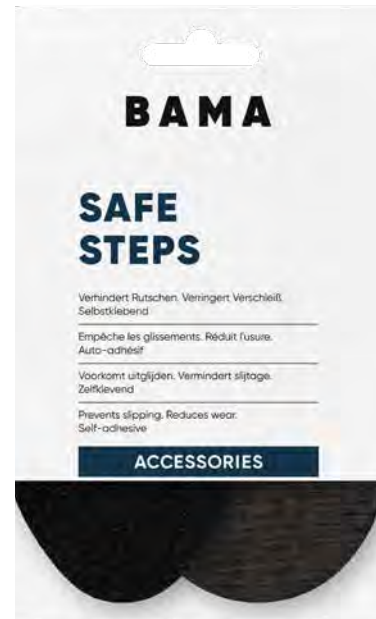 BAMA
SAFE
STEPS
Verhindert Rutschen. Verringert Verschleiß.
Selbstklebend
Empêche les glissements. Réduit l'usure.
Auto-adhésif
Voorkomt uitglijden. Vermindert slijtage.
Zelfklevend
Prevents slipping. Reduces wear.
Self-adhesive
ACCESSORIES